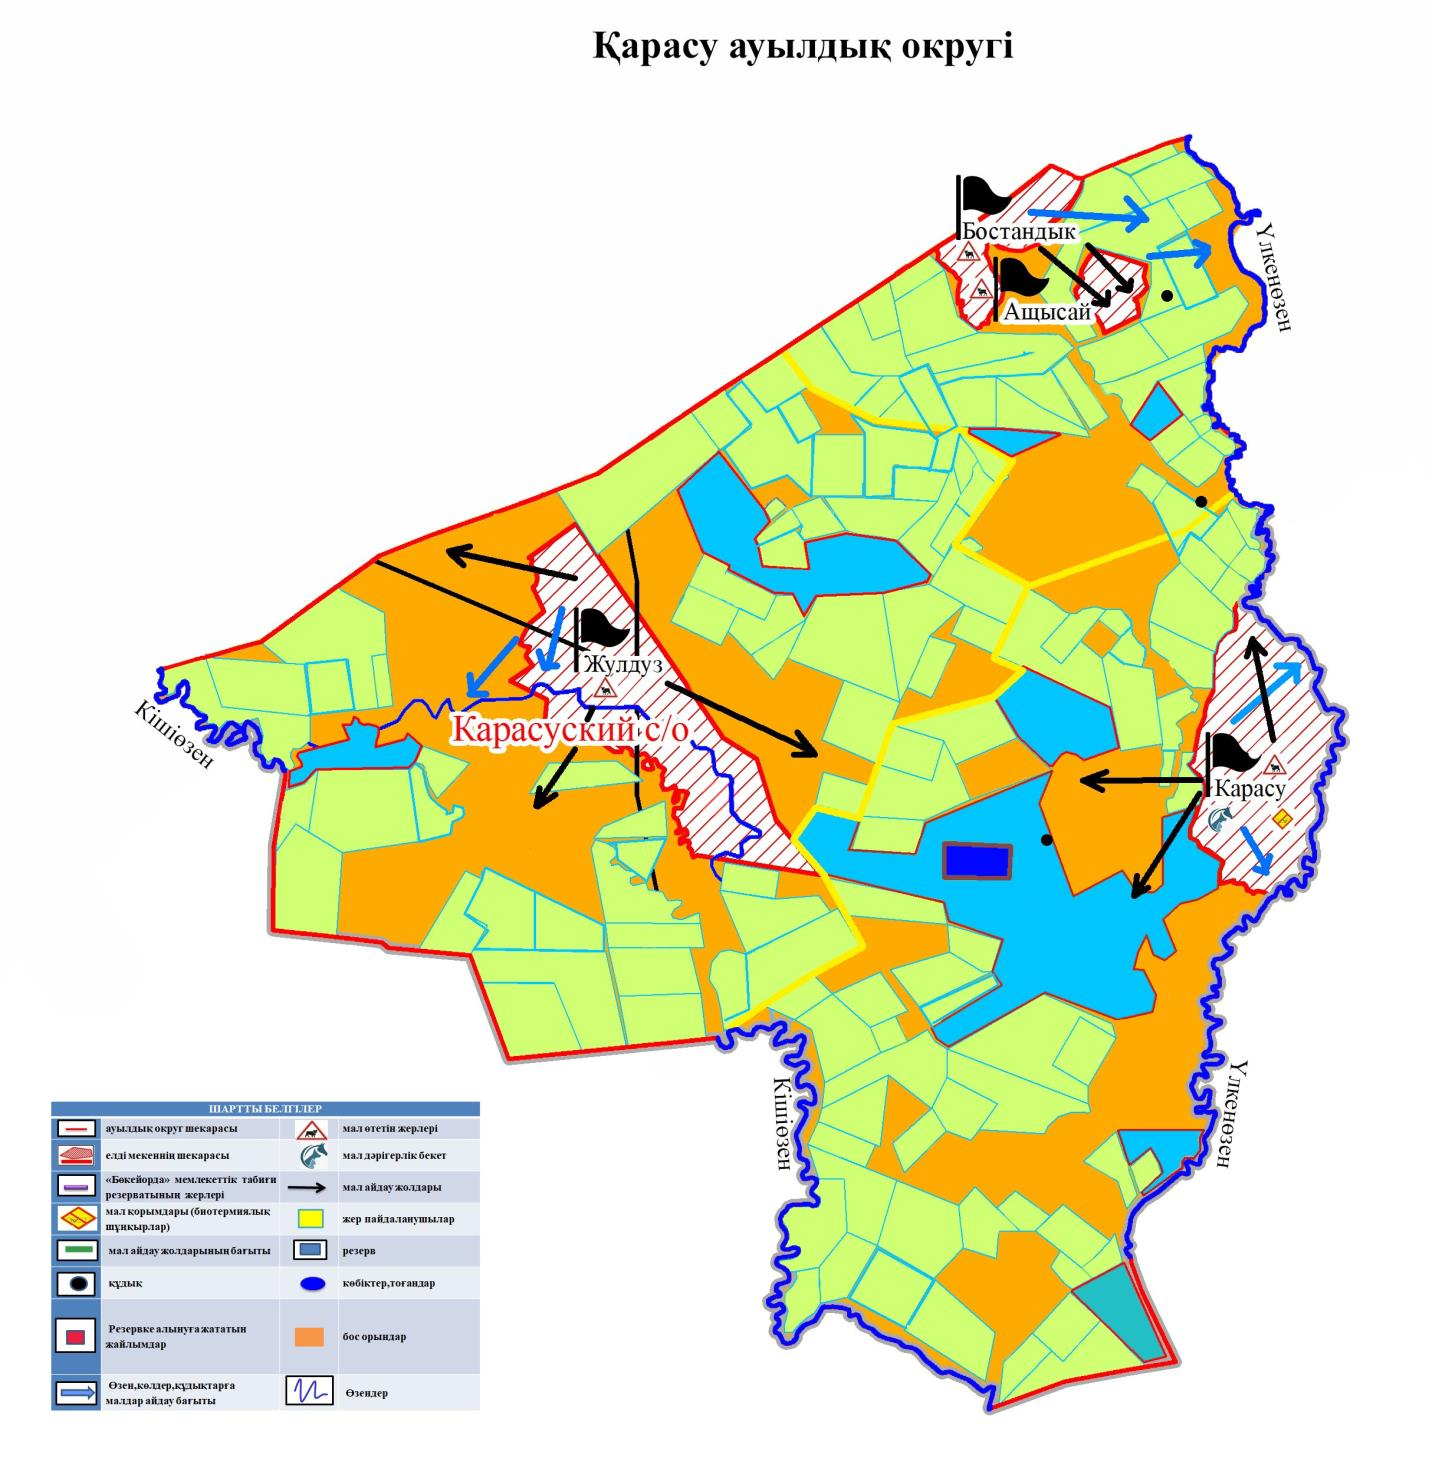 Қарасу ауылдық округі
Бостандық
Ащысай
Үлкенөзен
Жулдуз
Карасуский с/о
Кішіөзен
Карасу
Кішіөзен
Үлкенөзен
ШАРТТЫ БЕЛГІЛЕР
ауылдық округ шекарасы
мал өтетін жерлері
елді мекеннің шекарасы
мал дәрігерлік бекет
«Бөкейорда» мемлекеттік табиғи
резерватының жерлері
мал айдау жолдары
мал қорымдары (биотермиялық
шұңқырлар)
жер пайдаланушылар
мал айдау жолдарының бағыты
резерв
құдық
көбіктер,тоғандар
Резервке алынуға жататын
жайлымдар
бос орындар
Өзен,көлдер,құдықтарға
малдар айдау бағыты
Өзендер